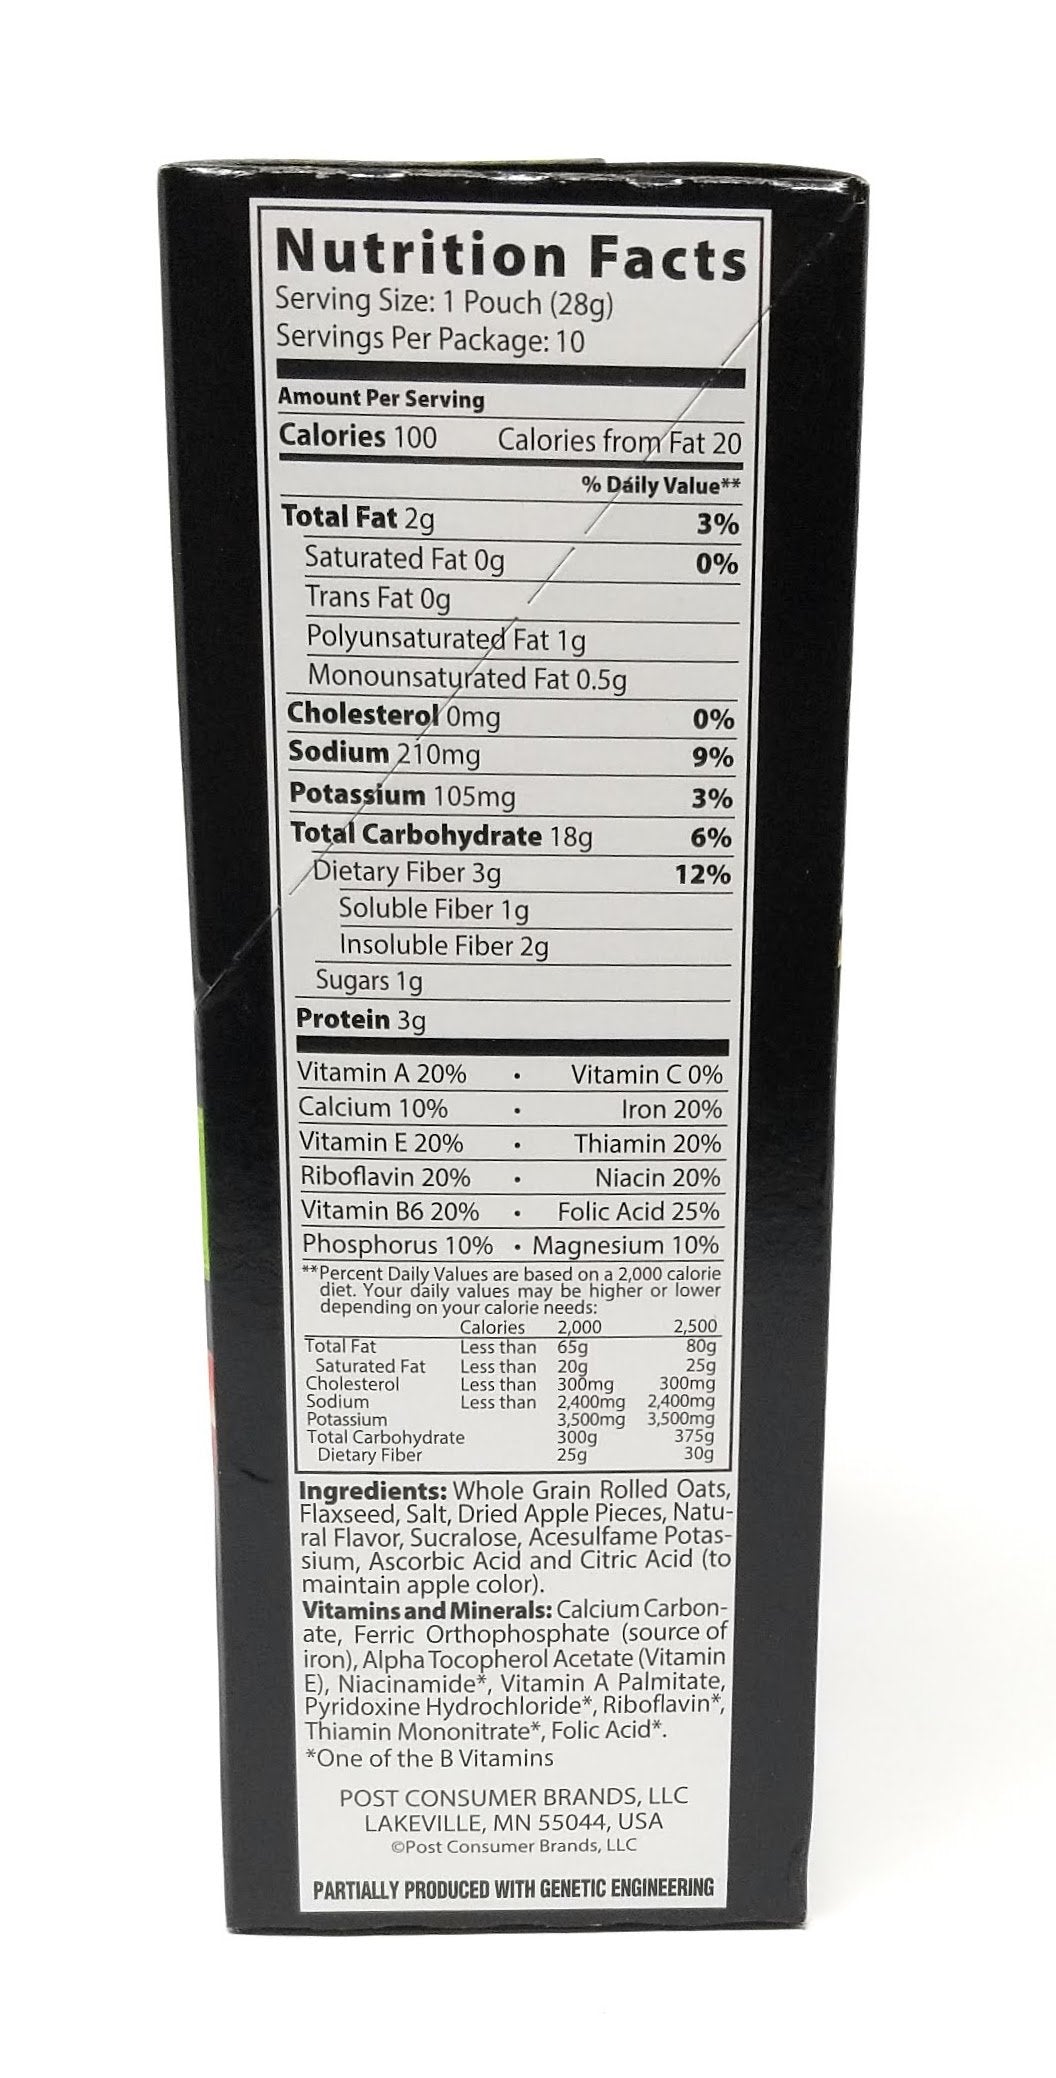 Nutrition Facts
Serving Size: 1 Pouch (28g)
Servings Per Package: 10
Amount Per Serving
Calories 100 Calories from Fat 20
% Daily Value**
Total Fat 2g 3%
Saturated Fat 0g 0%
Trans Fat 0g
Polyunsaturated Fat 1g
Monounsaturated Fat 0.5g
Cholesterol 0mg 0%
Sodium 210mg 9%
Potassium 105mg 3%
Total Carbohydrate 18g 6%
Dietary Fiber 3g 12%
Soluble Fiber 1g
Insoluble Fiber 2g
Sugars 1g
Protein 3g
Vitamin A 20% • Vitamin C 0%
Calcium 10% • Iron 20%
Vitamin E 20% • Thiamin 20%
Riboflavin 20% • Niacin 20%
Vitamin B6 20% • Folic Acid 25%
Phosphorus 10% • Magnesium 10%
**Percent Daily Values are based on a 2,000 calorie
diet. Your daily values may be higher or lower
depending on your calorie needs:
Calories 2,000 2,500
Total Fat Less than 65g 80g
Saturated Fat Less than 20g 25g
Cholesterol Less than 300mg 300mg
Sodium Less than 2,400mg 2,400mg
Potassium 3,500mg 3,500mg
Total Carbohydrate 300g 375g
Dietary Fiber 25g 30g
Ingredients: Whole Grain Rolled Oats,
Flaxseed, Salt, Dried Apple Pieces, Natu-
ral Flavor, Sucralose, Acesulfame Potas-
sium, Ascorbic Acid and Citric Acid (to
maintain apple color).
Vitamins and Minerals: Calcium Carbon-
ate, Ferric Orthophosphate (source of
iron), Alpha Tocopherol Acetate (Vitamin
E), Niacinamide*, Vitamin A Palmitate,
Pyridoxine Hydrochloride*, Riboflavin*,
Thiamin Mononitrate*, Folic Acid*.
*One of the B Vitamins
POST CONSUMER BRANDS, LLC
LAKEVILLE, MN 55044, USA
©Post Consumer Brands, LLC
PARTIALLY PRODUCED WITH GENETIC ENGINEERING